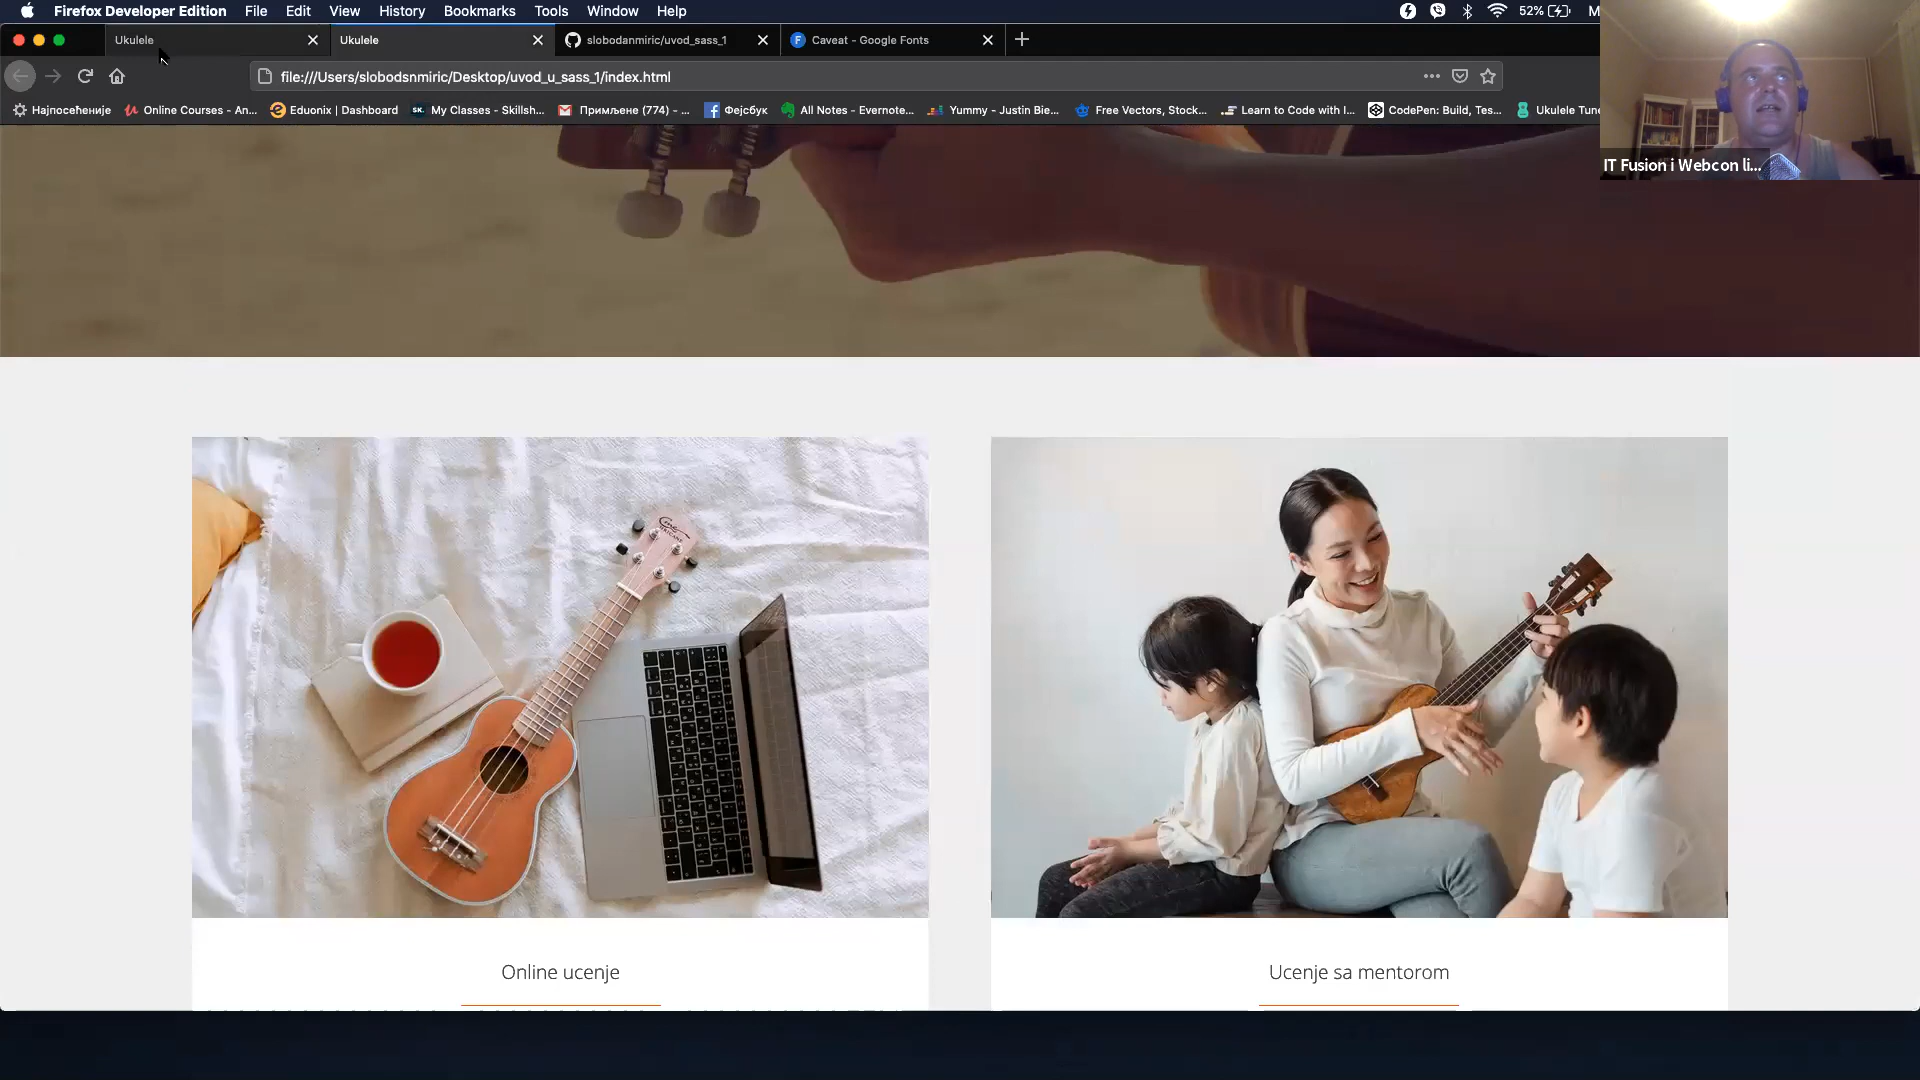 Firefox Developer Edition File Edit View History Bookmarks Tools Window Help 52%
Ukulele Ukulele slobodanmiric/uvod_sass_1 Caveat - Google Fonts
file:///Users/slobodsnmiric/Desktop/uvod_u_sass_1/index.html
Најпосећеније Online Courses - An... Eduonix | Dashboard SK. My Classes - Skillsh... Примљене (774) - ... Фејсбук All Notes - Evernote... Yummy - Justin Bie... Free Vectors, Stock... Learn to Code with I... CodePen: Build, Tes... Ukulele Tun
IT Fusion i Webcon li...
Online ucenje
Ucenje sa mentorom